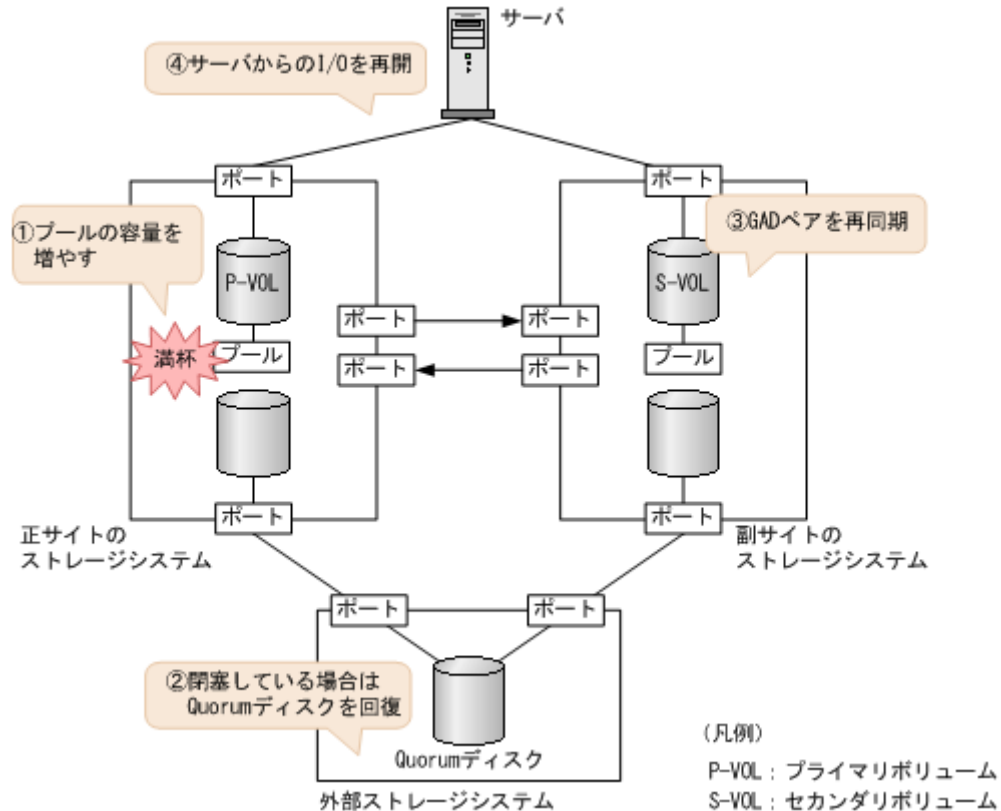 サーバ
④サーバからのI/Oを再開
ポート
ポート
①プールの容量を
増やす
③GADペアを再同期
P-VOL
S-VOL
ポート
ポート
満杯
プール
プール
ポート
ポート
ポート
ポート
正サイトの
ストレージシステム
副サイトの
ストレージシステム
ポート
ポート
②閉塞している場合は
Quorumディスクを回復
Quorumディスク
外部ストレージシステム
(凡例)
P-VOL:プライマリボリューム
S-VOL:セカンダリボリューム